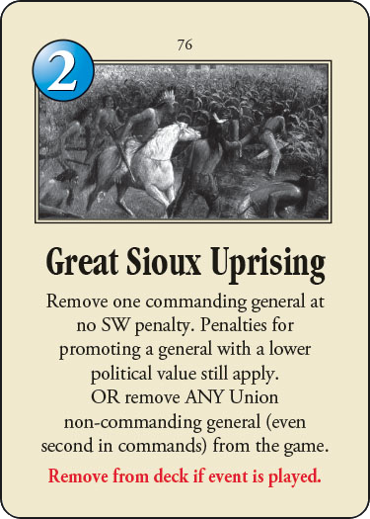 76
2
Great Sioux Uprising
Remove one commanding general at
no SW penalty. Penalties for
promoting a general with a lower
political value still apply.
OR remove ANY Union
non-commanding general (even
second in commands) from the game.
Remove from deck if event is played.